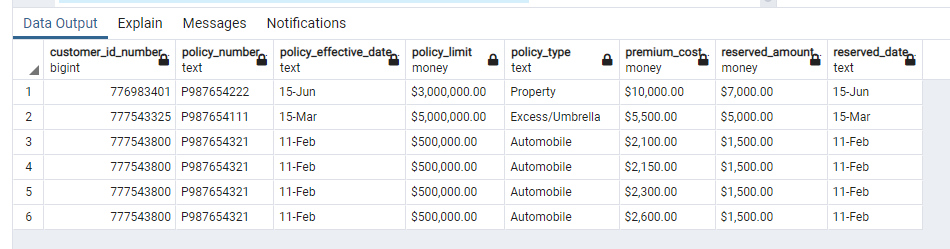 Data Output Explain Messages Notifications
customer_id_number policy_number policy_effective_date policy_limit policy_type premium_cost reserved_amount reserved_date
bigint text text money text money money text
1 776983401 P987654222 15-Jun $3,000,000.00 Property $10,000.00 $7,000.00 15-Jun
2 777543325 P987654111 15-Mar $5,000,000.00 Excess/Umbrella $5,500.00 $5,000.00 15-Mar
3 777543800 P987654321 11-Feb $500,000.00 Automobile $2,100.00 $1,500.00 11-Feb
4 777543800 P987654321 11-Feb $500,000.00 Automobile $2,150.00 $1,500.00 11-Feb
5 777543800 P987654321 11-Feb $500,000.00 Automobile $2,300.00 $1,500.00 11-Feb
6 777543800 P987654321 11-Feb $500,000.00 Automobile $2,600.00 $1,500.00 11-Feb